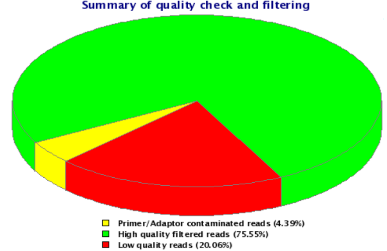 Summary of quality check and filtering
Primer/Adaptor contaminated reads (4.39%)
High quality filtered reads (75.55%)
Low quality reads (20.06%)